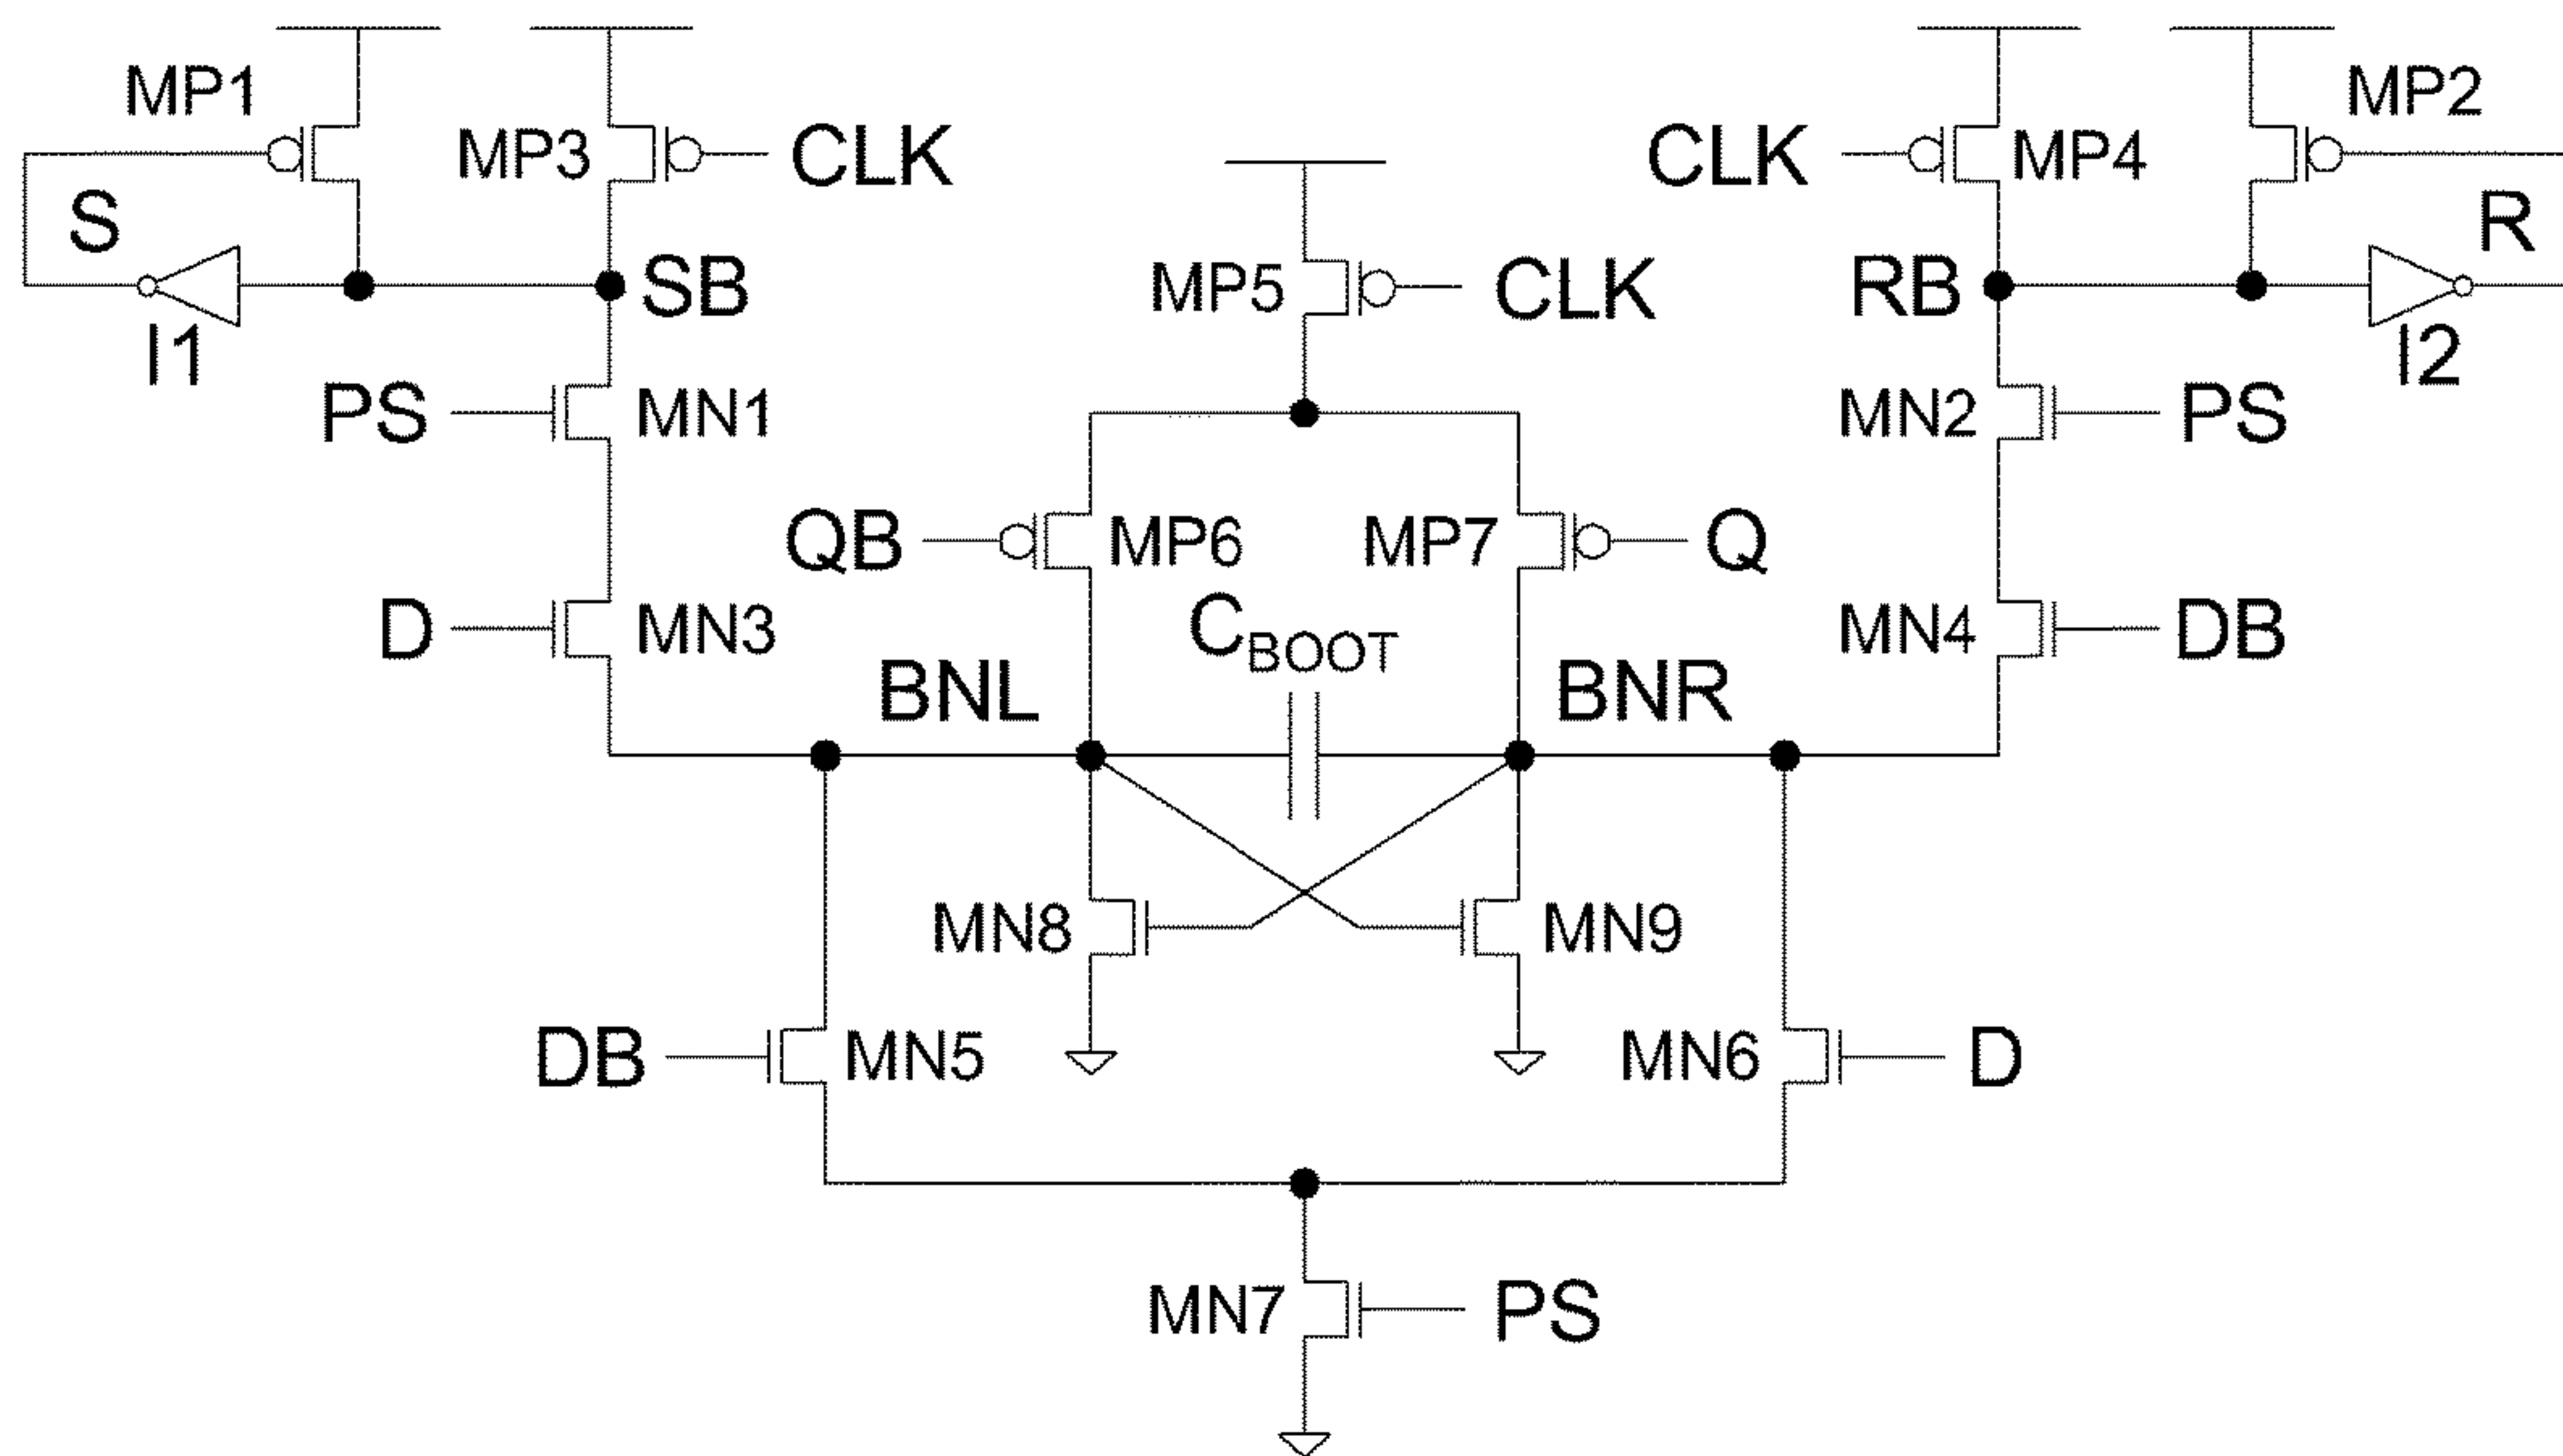 MP1
MP3
CLK
CLK
MP4
MP2
S
SB
MP5
CLK
RB
R
I1
I2
PS
MN1
MN2
PS
QB
MP6
MP7
Q
D
MN3
CBOOT
MN4
DB
BNL
BNR
MN8
MN9
DB
MN5
MN6
D
MN7
PS